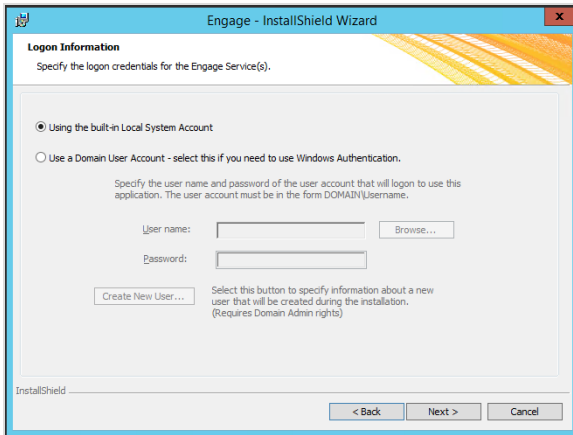 Engage - InstallShield Wizard
x
Logon Information
Specify the logon credentials for the Engage Service(s).
Using the built-in Local System Account
Use a Domain User Account - select this if you need to use Windows Authentication.
Specify the user name and password of the user account that will logon to use this
application. The user account must be in the form DOMAIN\Username.
User name:
Browse...
Password:
Create New User...
Select this button to specify information about a new
user that will be created during the installation.
(Requires Domain Admin rights)
InstallShield
< Back
Next >
Cancel